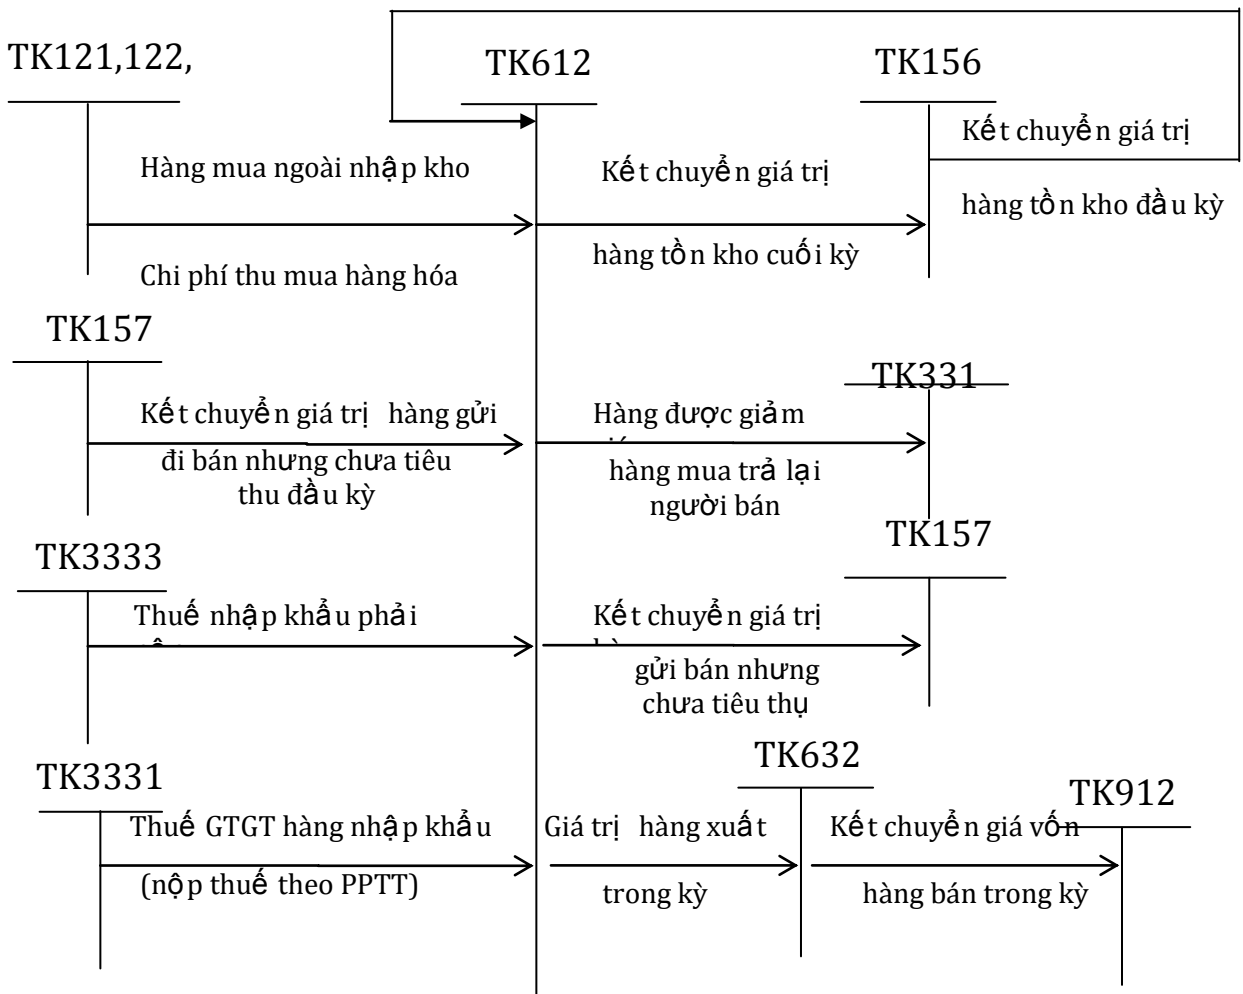 TK121,122,
TK612
TK156
Kết chuyển giá trị
hàng tồn kho đầu kỳ
Hàng mua ngoài nhập kho
Chi phí thu mua hàng hóa
Kết chuyển giá trị
hàng tồn kho cuối kỳ
TK157
TK331
Kết chuyển giá trị hàng gửi
đi bán nhưng chưa tiêu
thu đầu kỳ
Hàng được giảm
hàng mua trả lại
người bán
TK157
TK3333
Thuế nhập khẩu phải
Kết chuyển giá trị
gửi bán nhưng
chưa tiêu thụ
TK3331
TK632
TK912
Thuế GTGT hàng nhập khẩu
(nộp thuế theo PPTT)
Giá trị hàng xuất
trong kỳ
Kết chuyển giá vốn
hàng bán trong kỳ